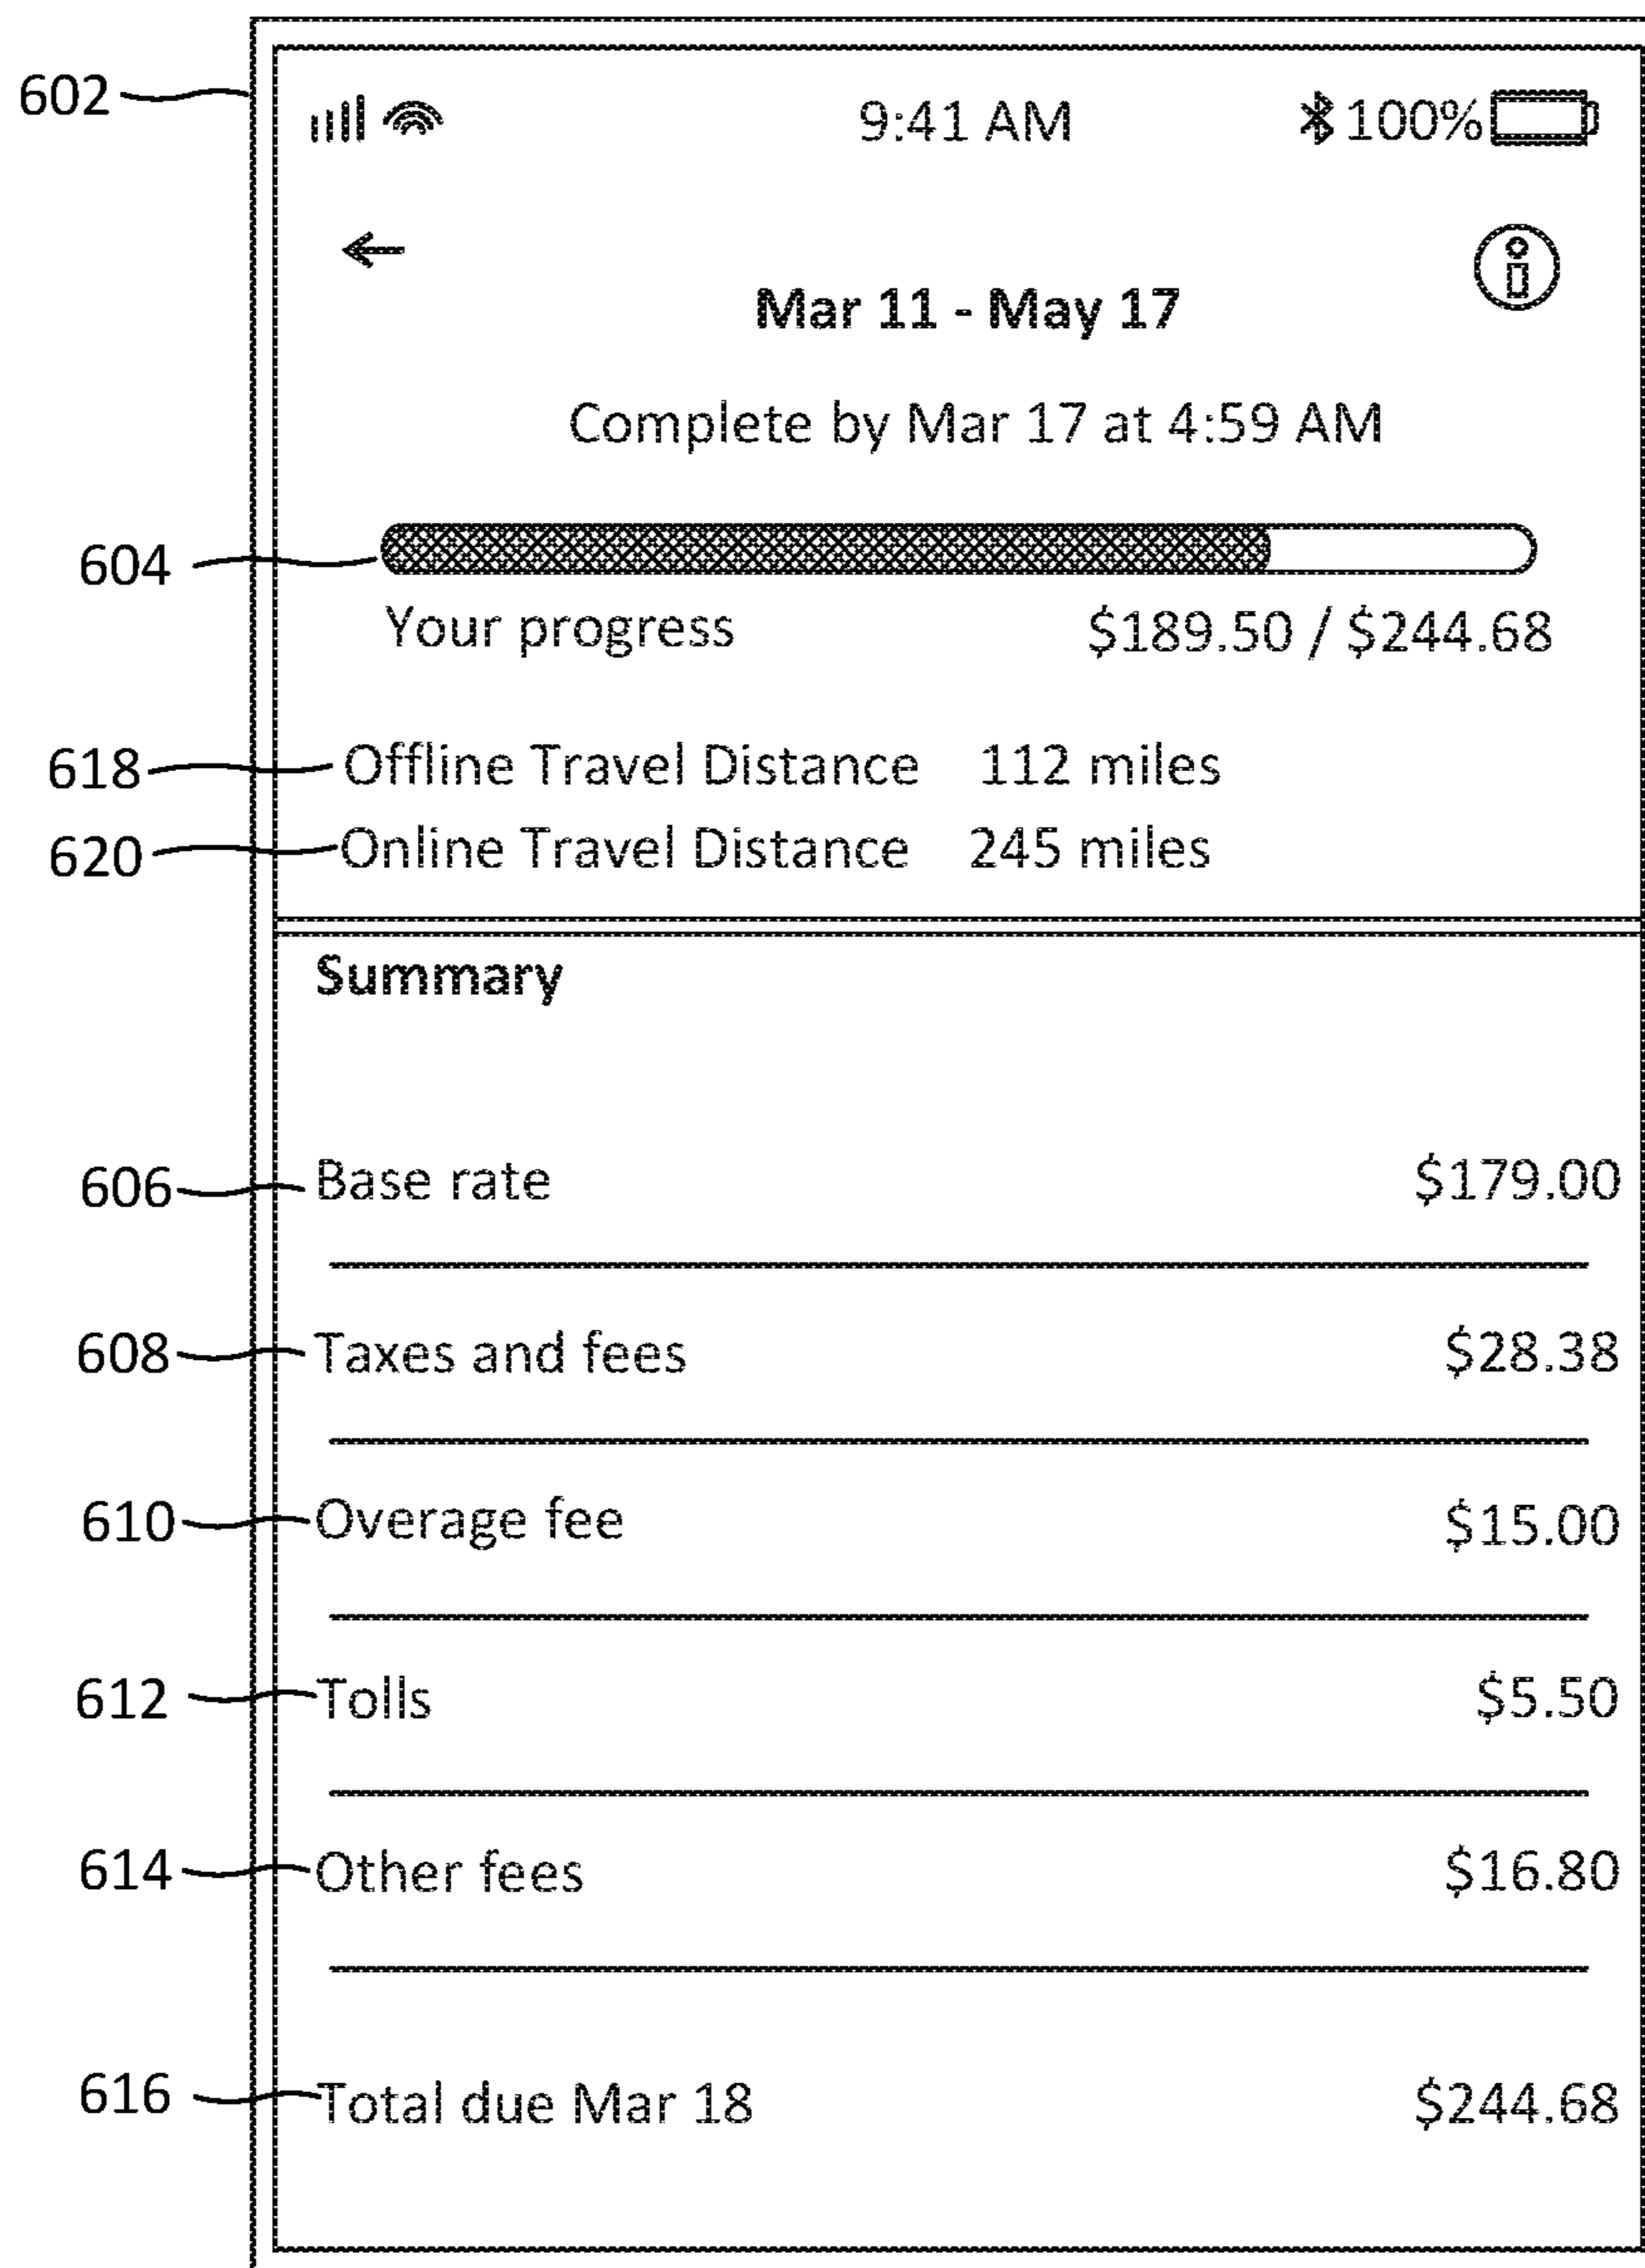 602
9:41 AM 100%
Mar 11 - May 17
Complete by Mar 17 at 4:59 AM
604
Your progress $189.50 / $244.68
618 Offline Travel Distance 112 miles
620 Online Travel Distance 245 miles
Summary
606 Base rate $179.00
608 Taxes and fees $28.38
610 Overage fee $15.00
612 Tolls $5.50
614 Other fees $16.80
616 Total due Mar 18 $244.68